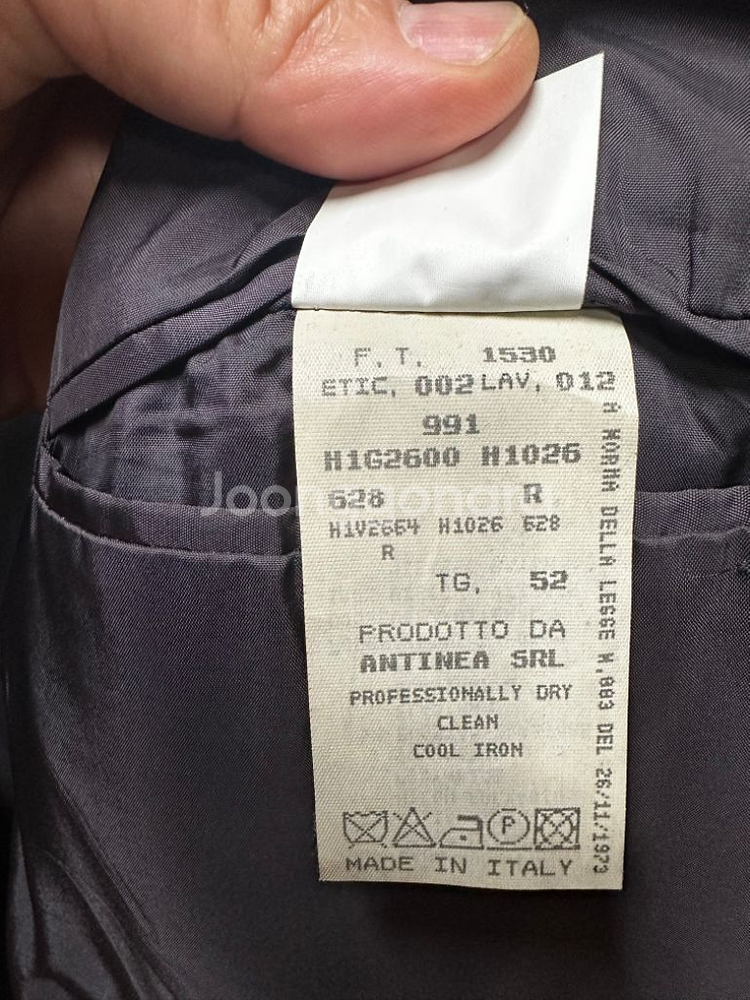 F.T. 1530
ETIC, 002 LAV, 012
991
H1G2600 H1026
628 R
H1V2664 H1026 628
R
TG, 52
PRODOTTO DA
ANTINEA SRL
PROFESSIONALLY DRY
CLEAN
COOL IRON
P
MADE IN ITALY
A NORMA DELLA LEGGE N,883 DEL 26/11/1973